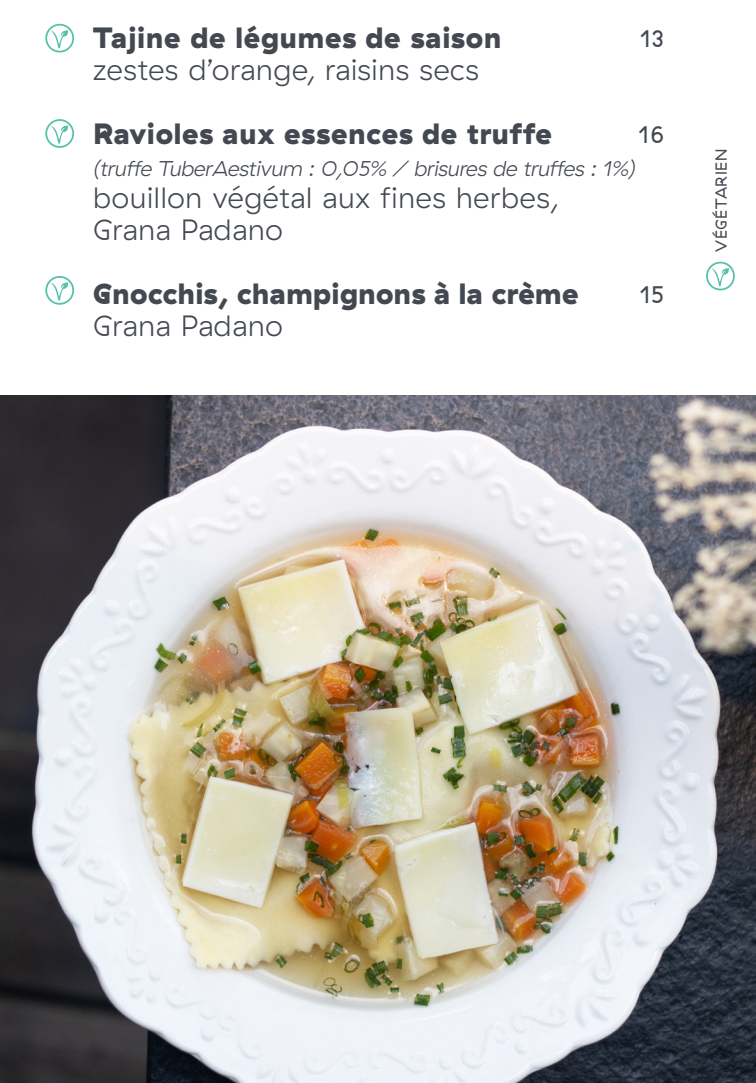 Tajine de légumes de saison 13
zestes d'orange, raisins secs
Ravioles aux essences de truffe 16
(truffe TuberAestivum : 0,05% / brisures de truffes : 1%)
bouillon végétal aux fines herbes,
Grana Padano
Gnocchis, champignons à la crème 15
Grana Padano
VÉGÉTARIEN